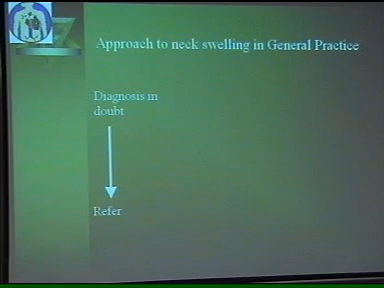 Approach to neck swelling in General Practice
Diagnosis in
doubt
Refer